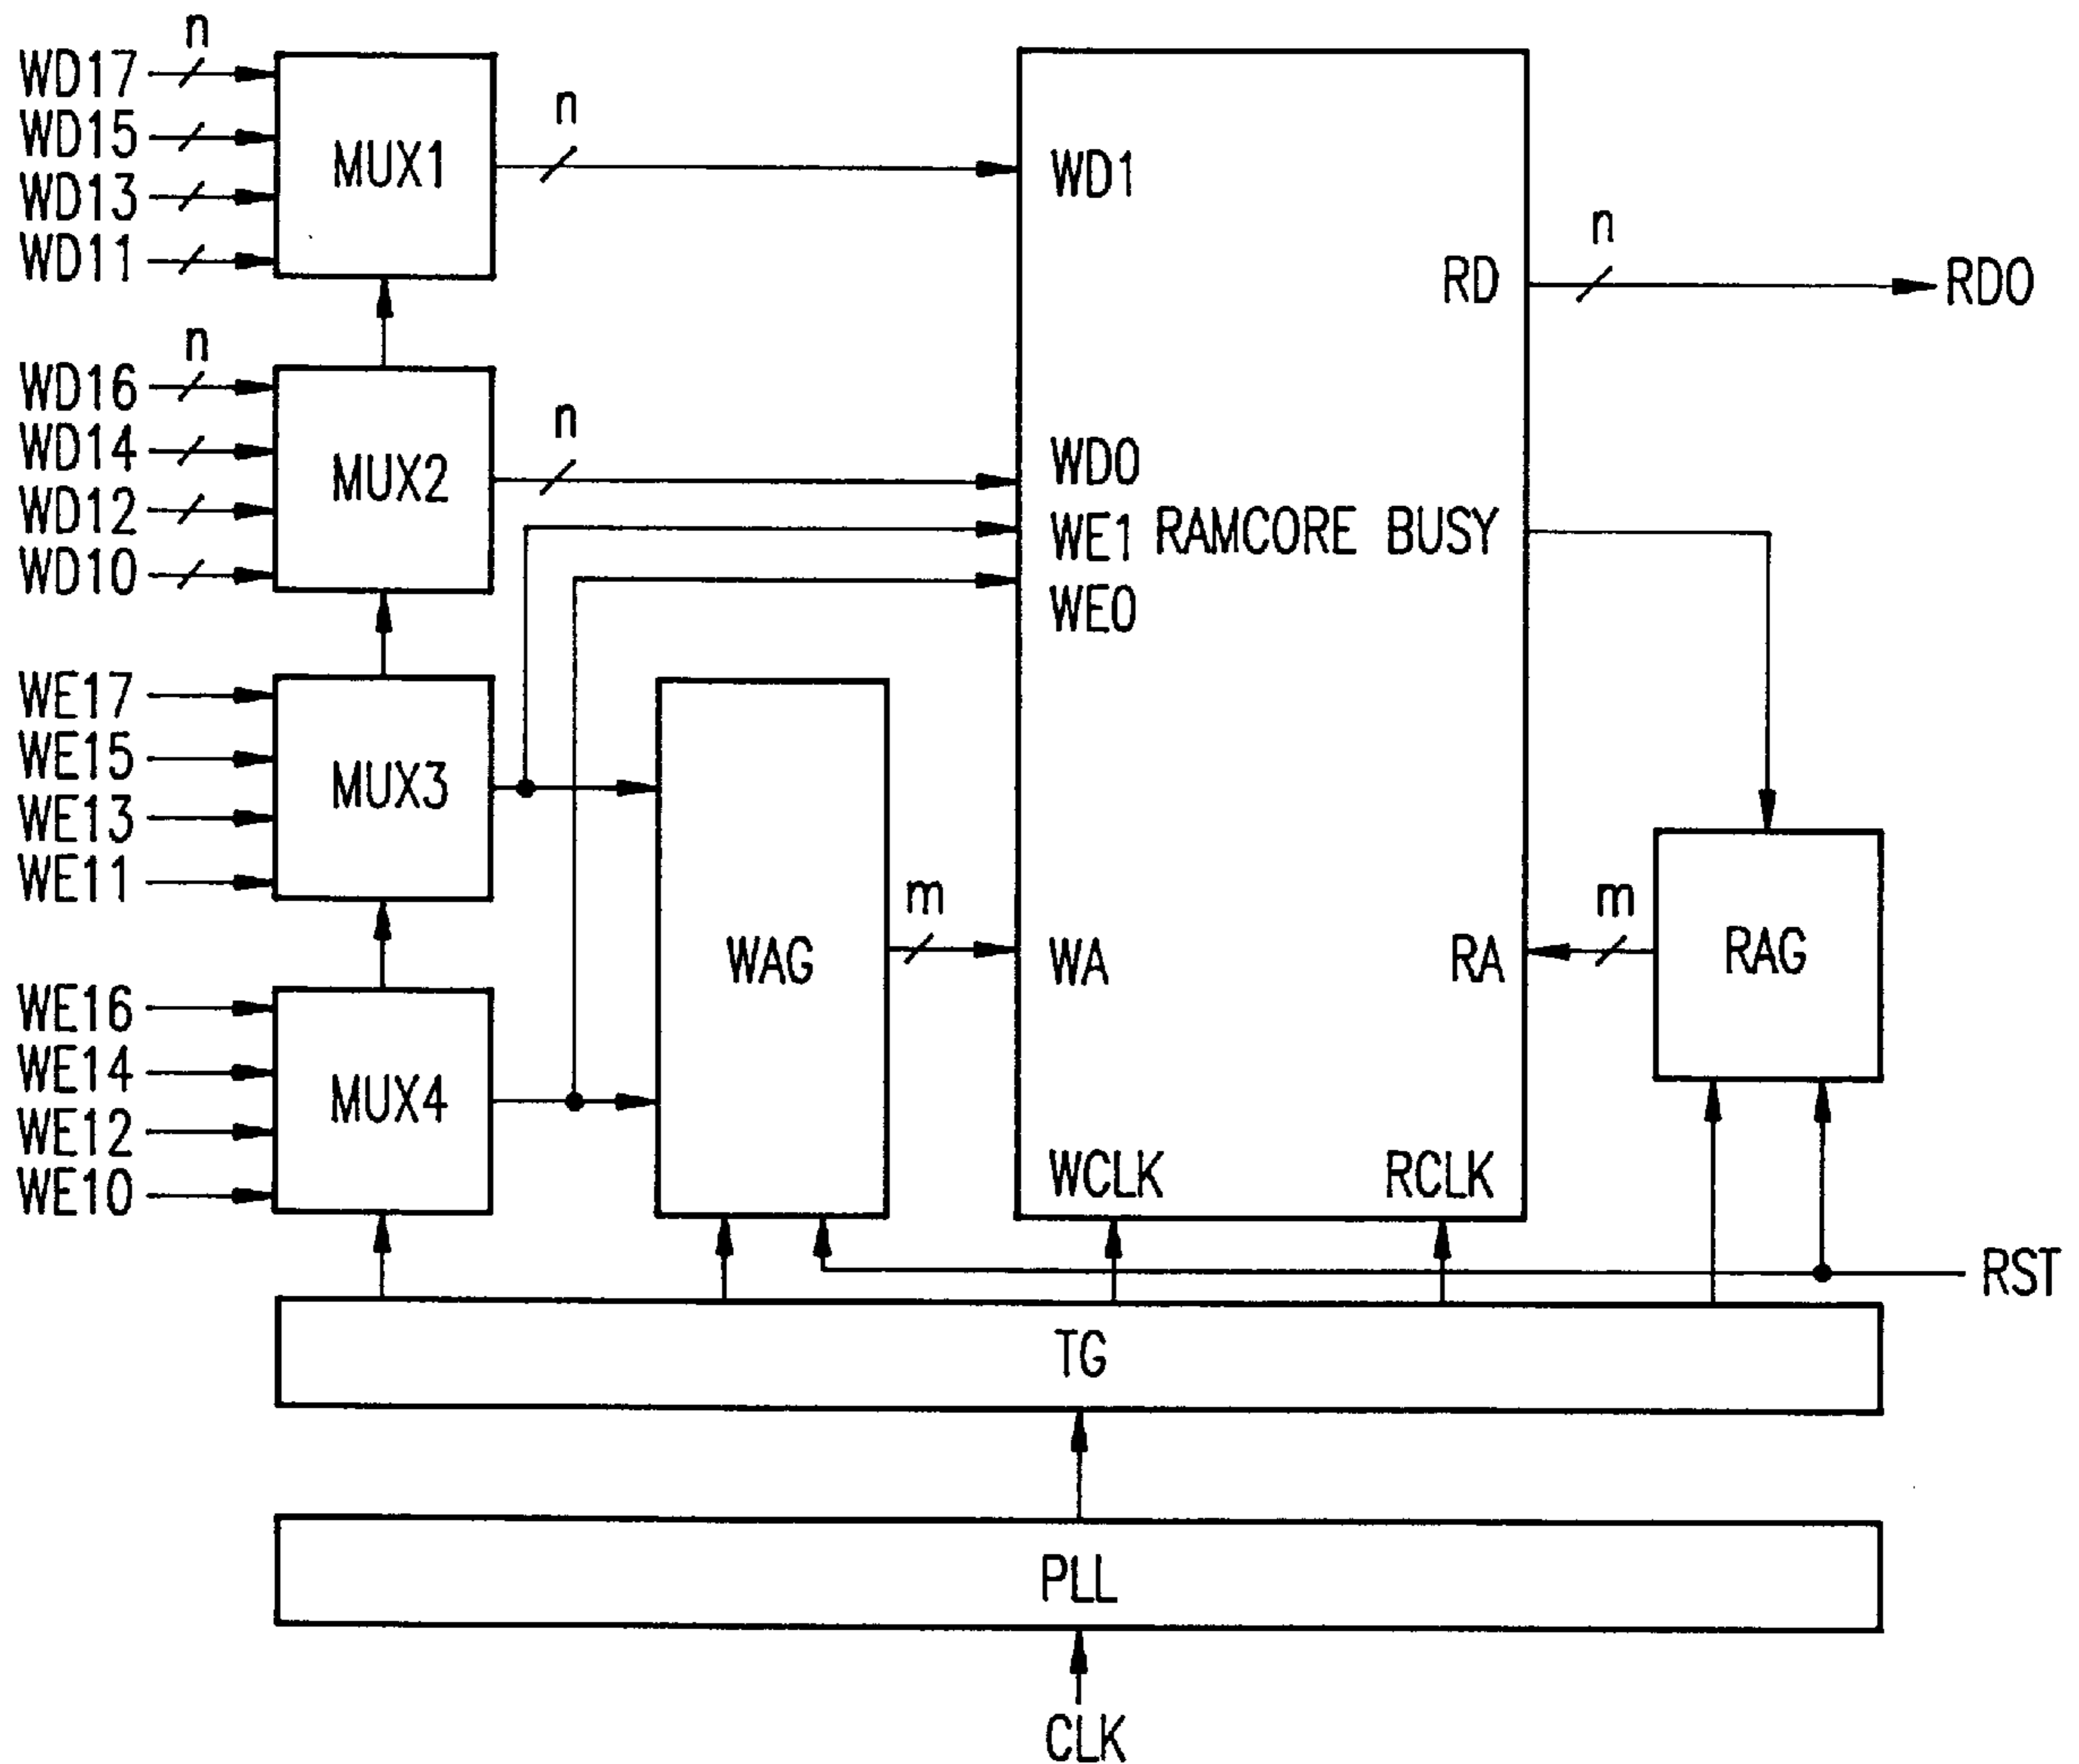 n
WD17
WD15
WD13
WD11
MUX1
n
WD1
RD
n
RDO
n
WD16
WD14
WD12
WD10
MUX2
n
WD0
WE1
RAMCORE BUSY
WE0
WE17
WE15
WE13
WE11
MUX3
WAG
m
WA
RA
m
RAG
WE16
WE14
WE12
WE10
MUX4
WCLK
RCLK
RST
TG
PLL
CLK